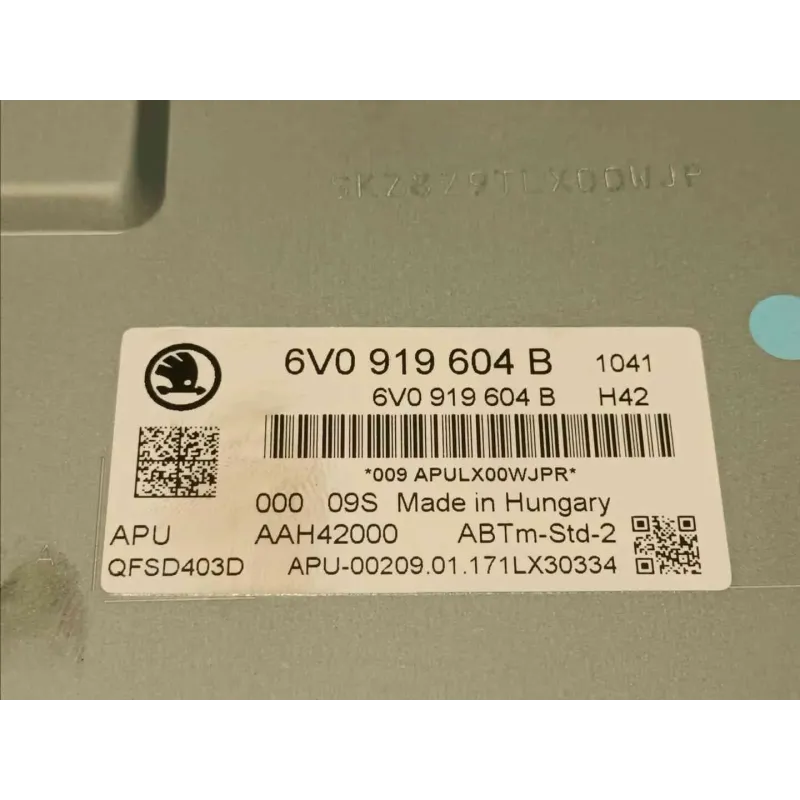 SKZ8Z9TLX00WJP
6V0 919 604 B 1041
6V0 919 604 B H42
*009 APULX00WJPR*
000 09S Made in Hungary
APU AAH42000 ABTm-Std-2
QFSD403D APU-00209.01.171LX30334